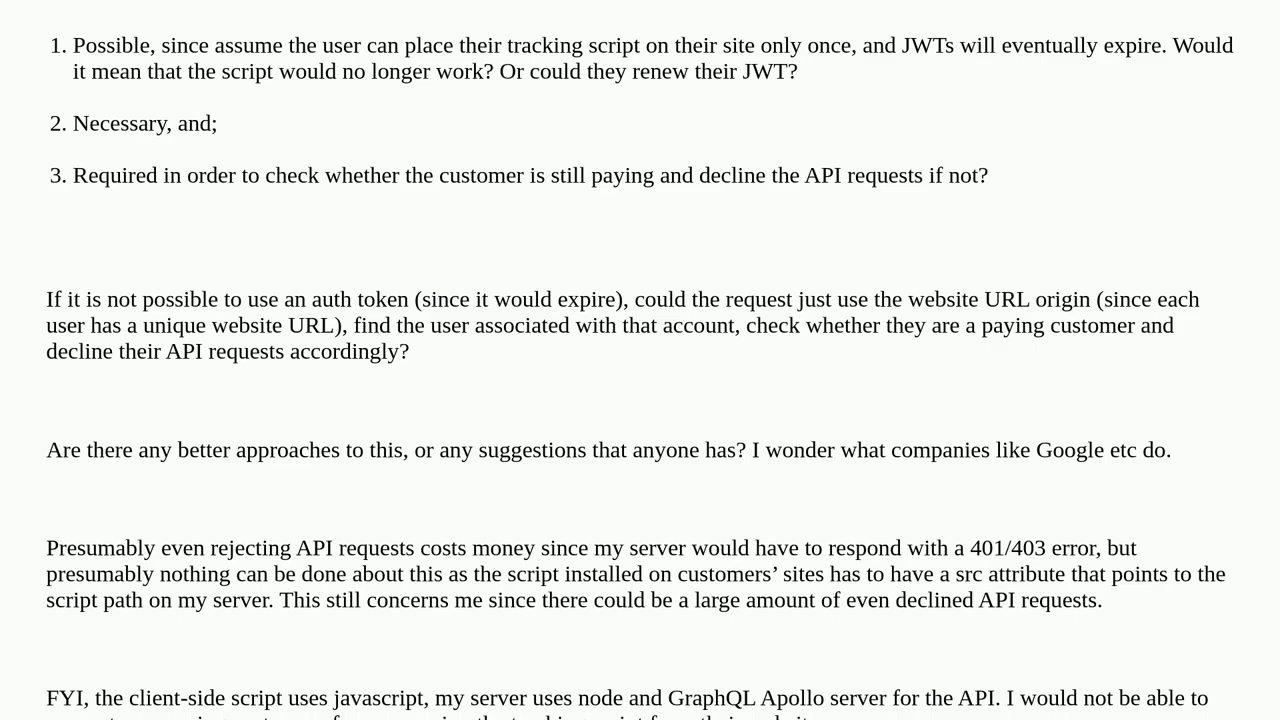 1. Possible, since assume the user can place their tracking script on their site only once, and JWTs will eventually expire. Would
it mean that the script would no longer work? Or could they renew their JWT?
2. Necessary, and;
3. Required in order to check whether the customer is still paying and decline the API requests if not?
If it is not possible to use an auth token (since it would expire), could the request just use the website URL origin (since each
user has a unique website URL), find the user associated with that account, check whether they are a paying customer and
decline their API requests accordingly?
Are there any better approaches to this, or any suggestions that anyone has? I wonder what companies like Google etc do.
Presumably even rejecting API requests costs money since my server would have to respond with a 401/403 error, but
presumably nothing can be done about this as the script installed on customers’ sites has to have a src attribute that points to the
script path on my server. This still concerns me since there could be a large amount of even declined API requests.
FYI, the client-side script uses javascript, my server uses node and GraphQL Apollo server for the API. I would not be able to